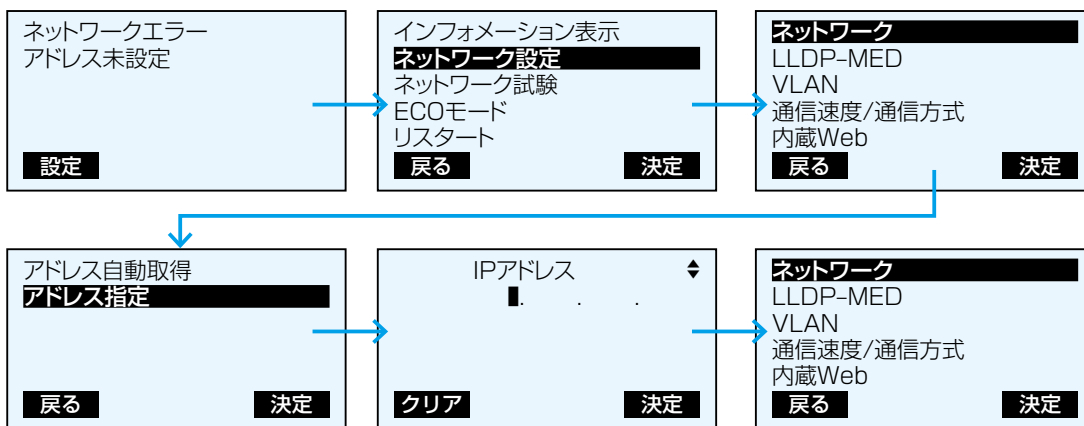 ネットワークエラー
アドレス未設定
設定
インフォメーション表示
ネットワーク設定
ネットワーク試験
ECOモード
リスタート
戻る 決定
ネットワーク
LLDP-MED
VLAN
通信速度/通信方式
内蔵Web
戻る 決定
アドレス自動取得
アドレス指定
戻る 決定
IPアドレス
. . .
クリア 決定
ネットワーク
LLDP-MED
VLAN
通信速度/通信方式
内蔵Web
戻る 決定